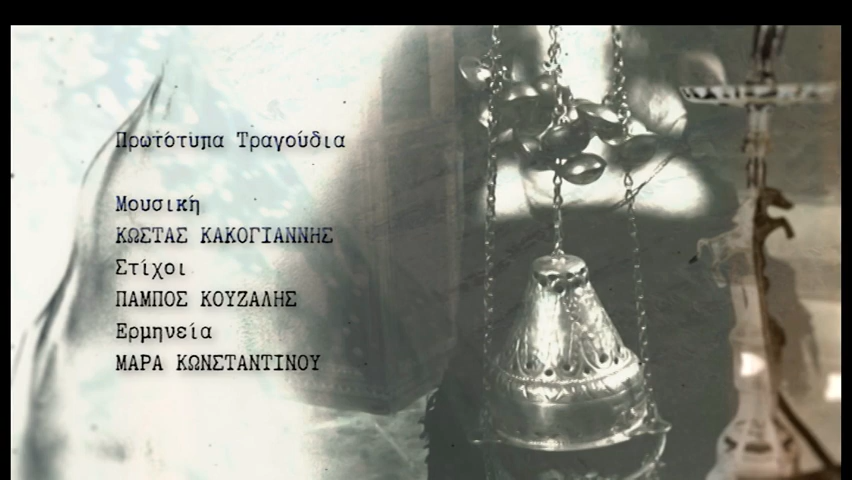 Πρωτότυπα Τραγούδια
Μουσική
ΚΩΣΤΑΣ ΚΑΚΟΓΙΑΝΝΗΣ
Στίχοι
ΠΑΜΠΟΣ ΚΟΥΖΑΛΗΣ
Ερμηνεία
ΜΑΡΑ ΚΩΝΣΤΑΝΤΙΝΟΥ